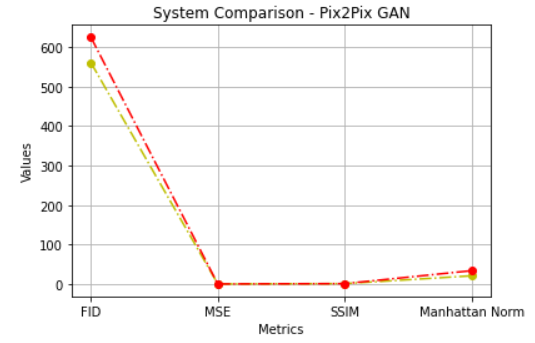 System Comparison - Pix2Pix GAN
600
500
400
300
200
100
0
Values
FID MSE SSIM Manhattan Norm
Metrics